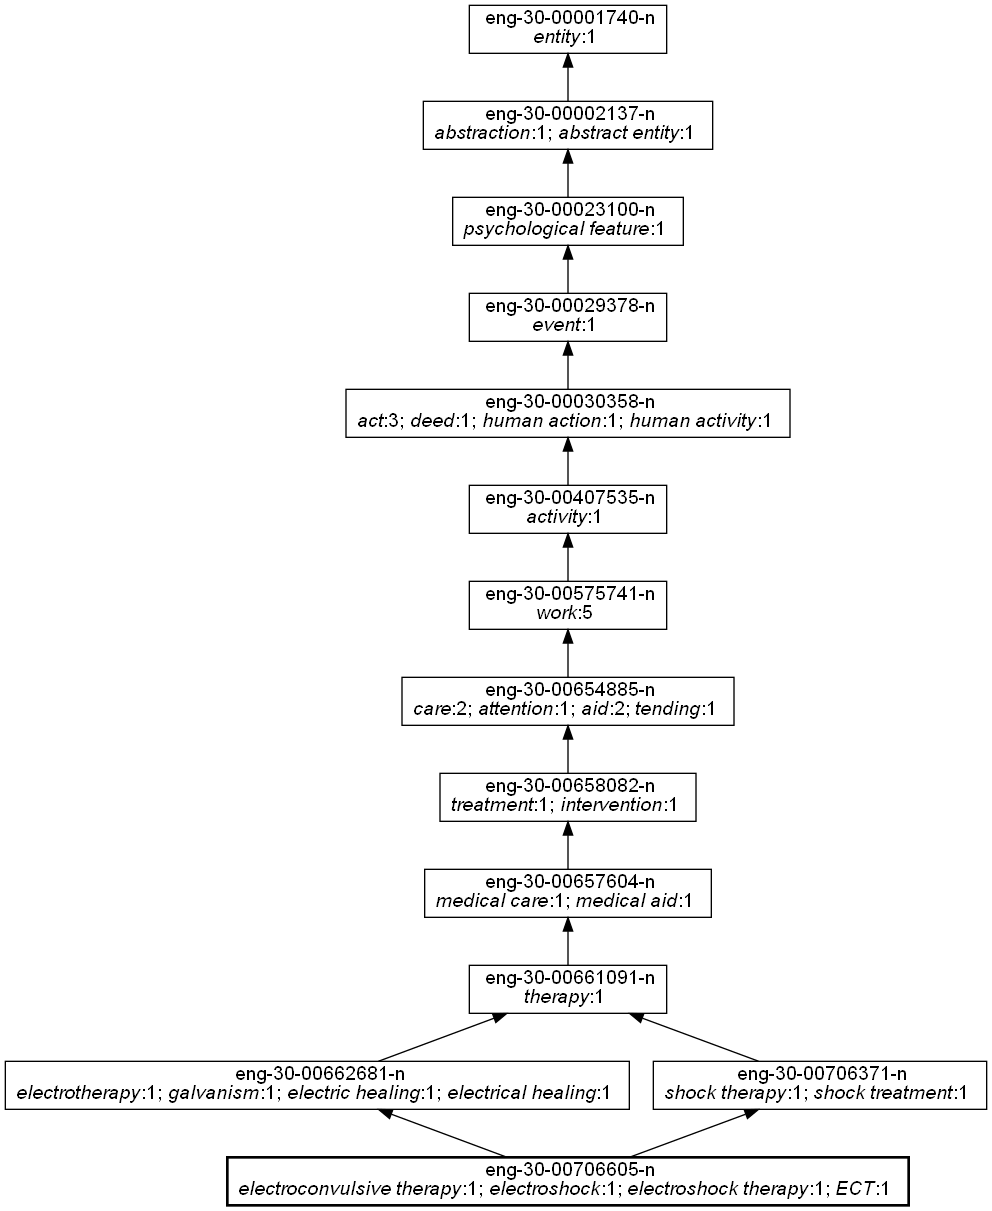 eng-30-00001740-n
entity:1
eng-30-00002137-n
abstraction:1; abstract entity:1
eng-30-00023100-n
psychological feature:1
eng-30-00029378-n
event:1
eng-30-00030358-n
act:3; deed:1; human action:1; human activity:1
eng-30-00407535-n
activity:1
eng-30-00575741-n
work:5
eng-30-00654885-n
care:2; attention:1; aid:2; tending:1
eng-30-00658082-n
treatment:1; intervention:1
eng-30-00657604-n
medical care:1; medical aid:1
eng-30-00661091-n
therapy:1
eng-30-00662681-n
electrotherapy:1; galvanism:1; electric healing:1; electrical healing:1
eng-30-00706371-n
shock therapy:1; shock treatment:1
eng-30-00706605-n
electroconvulsive therapy:1; electroshock:1; electroshock therapy:1; ECT:1